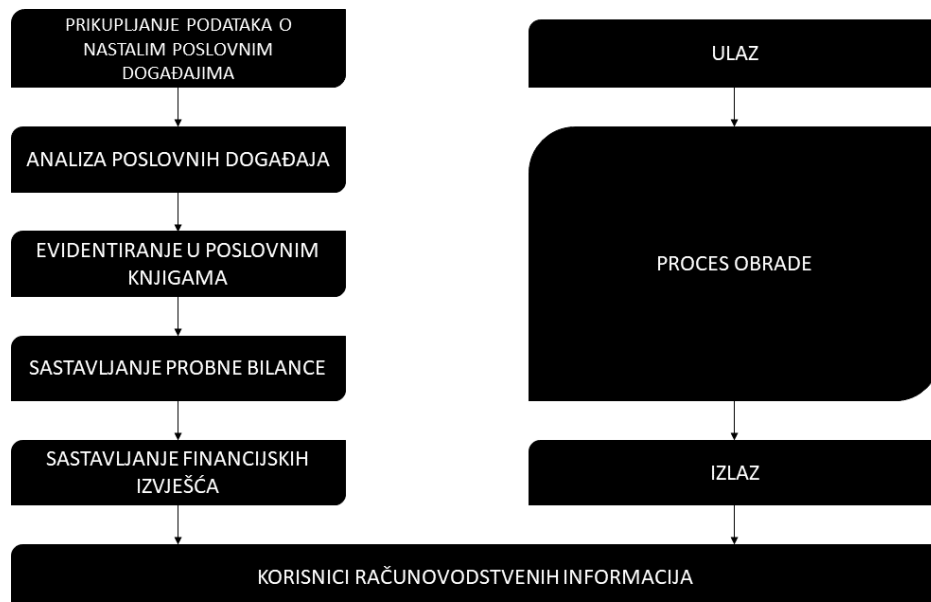 PRIKUPLJANJE PODATAKA O
NASTALIM POSLOVNIM
DOGAĐAJIMA
ANALIZA POSLOVNIH DOGAĐAJA
EVIDENTIRANJE U POSLOVNIM
KNJIGAMA
SASTAVLJANJE PROBNE BILANCE
SASTAVLJANJE FINANCIJSKIH
IZVJEŠĆA
ULAZ
PROCES OBRADE
IZLAZ
KORISNICI RAČUNOVODSTVENIH INFORMACIJA